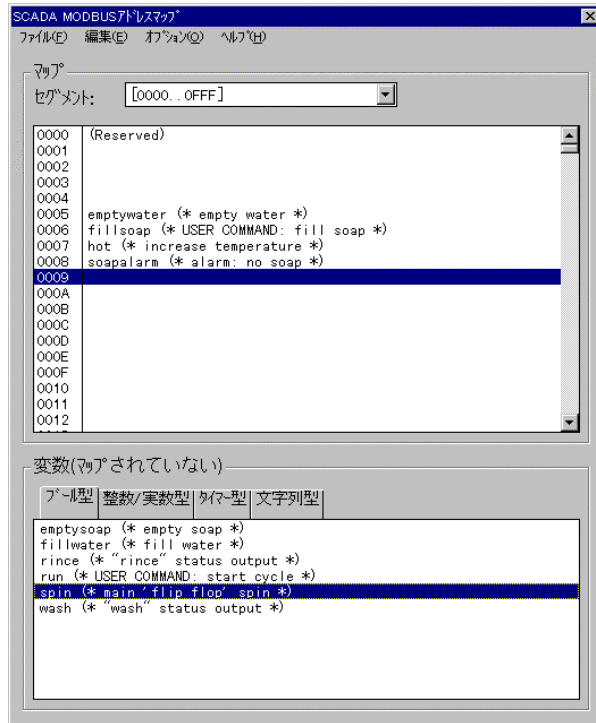 SCADA MODBUSアドレスマップ
ファイル(F) 編集(E) オプション(O) ヘルプ(H)
マップ
セグメント: [0000..0FFF]
0000 (Reserved)
0001
0002
0003
0004
0005 emptywater (* empty water *)
0006 fillsoap (* USER COMMAND: fill soap *)
0007 hot (* increase temperature *)
0008 soapalarm (* alarm: no soap *)
0009
000A
000B
000C
000D
000E
000F
0010
0011
0012
変数(マップされていない)
ブール型 整数/実数型 タイマー型 文字列型
emptysoap (* empty soap *)
fillwater (* fill water *)
rince (* "rince" status output *)
run (* USER COMMAND: start cycle *)
spin (* main 'flip flop' spin *)
wash (* "wash" status output *)